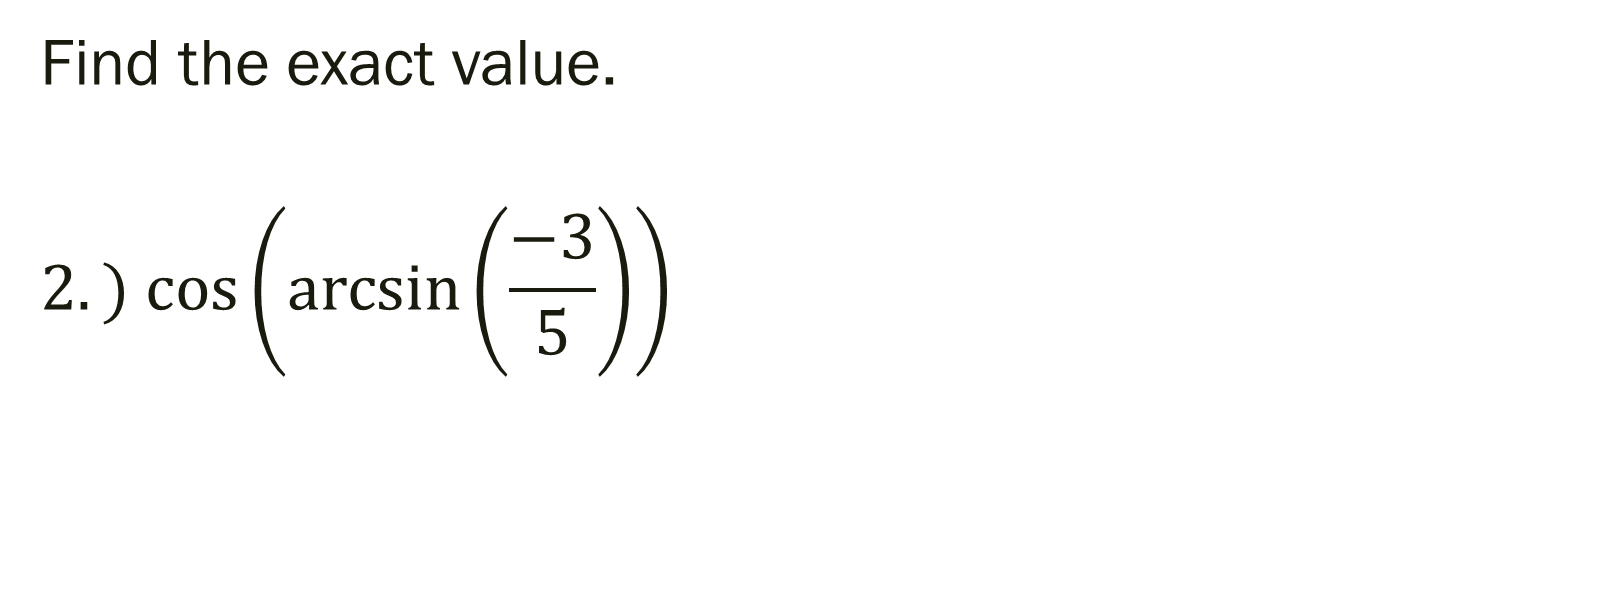 Find the exact value.
2.) cos(arcsin(−3/5))